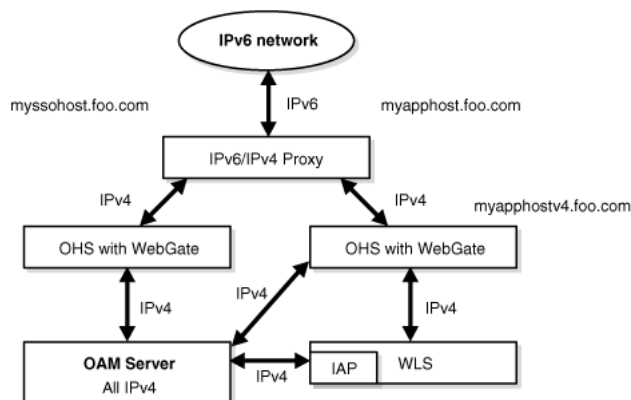 IPv6 network
myssohost.foo.com
IPv6
myapphost.foo.com
IPv6/IPv4 Proxy
IPv4
IPv4
myapphostv4.foo.com
OHS with WebGate
OHS with WebGate
IPv4
IPv4
IPv4
OAM Server
All IPv4
IPv4
IAP
WLS